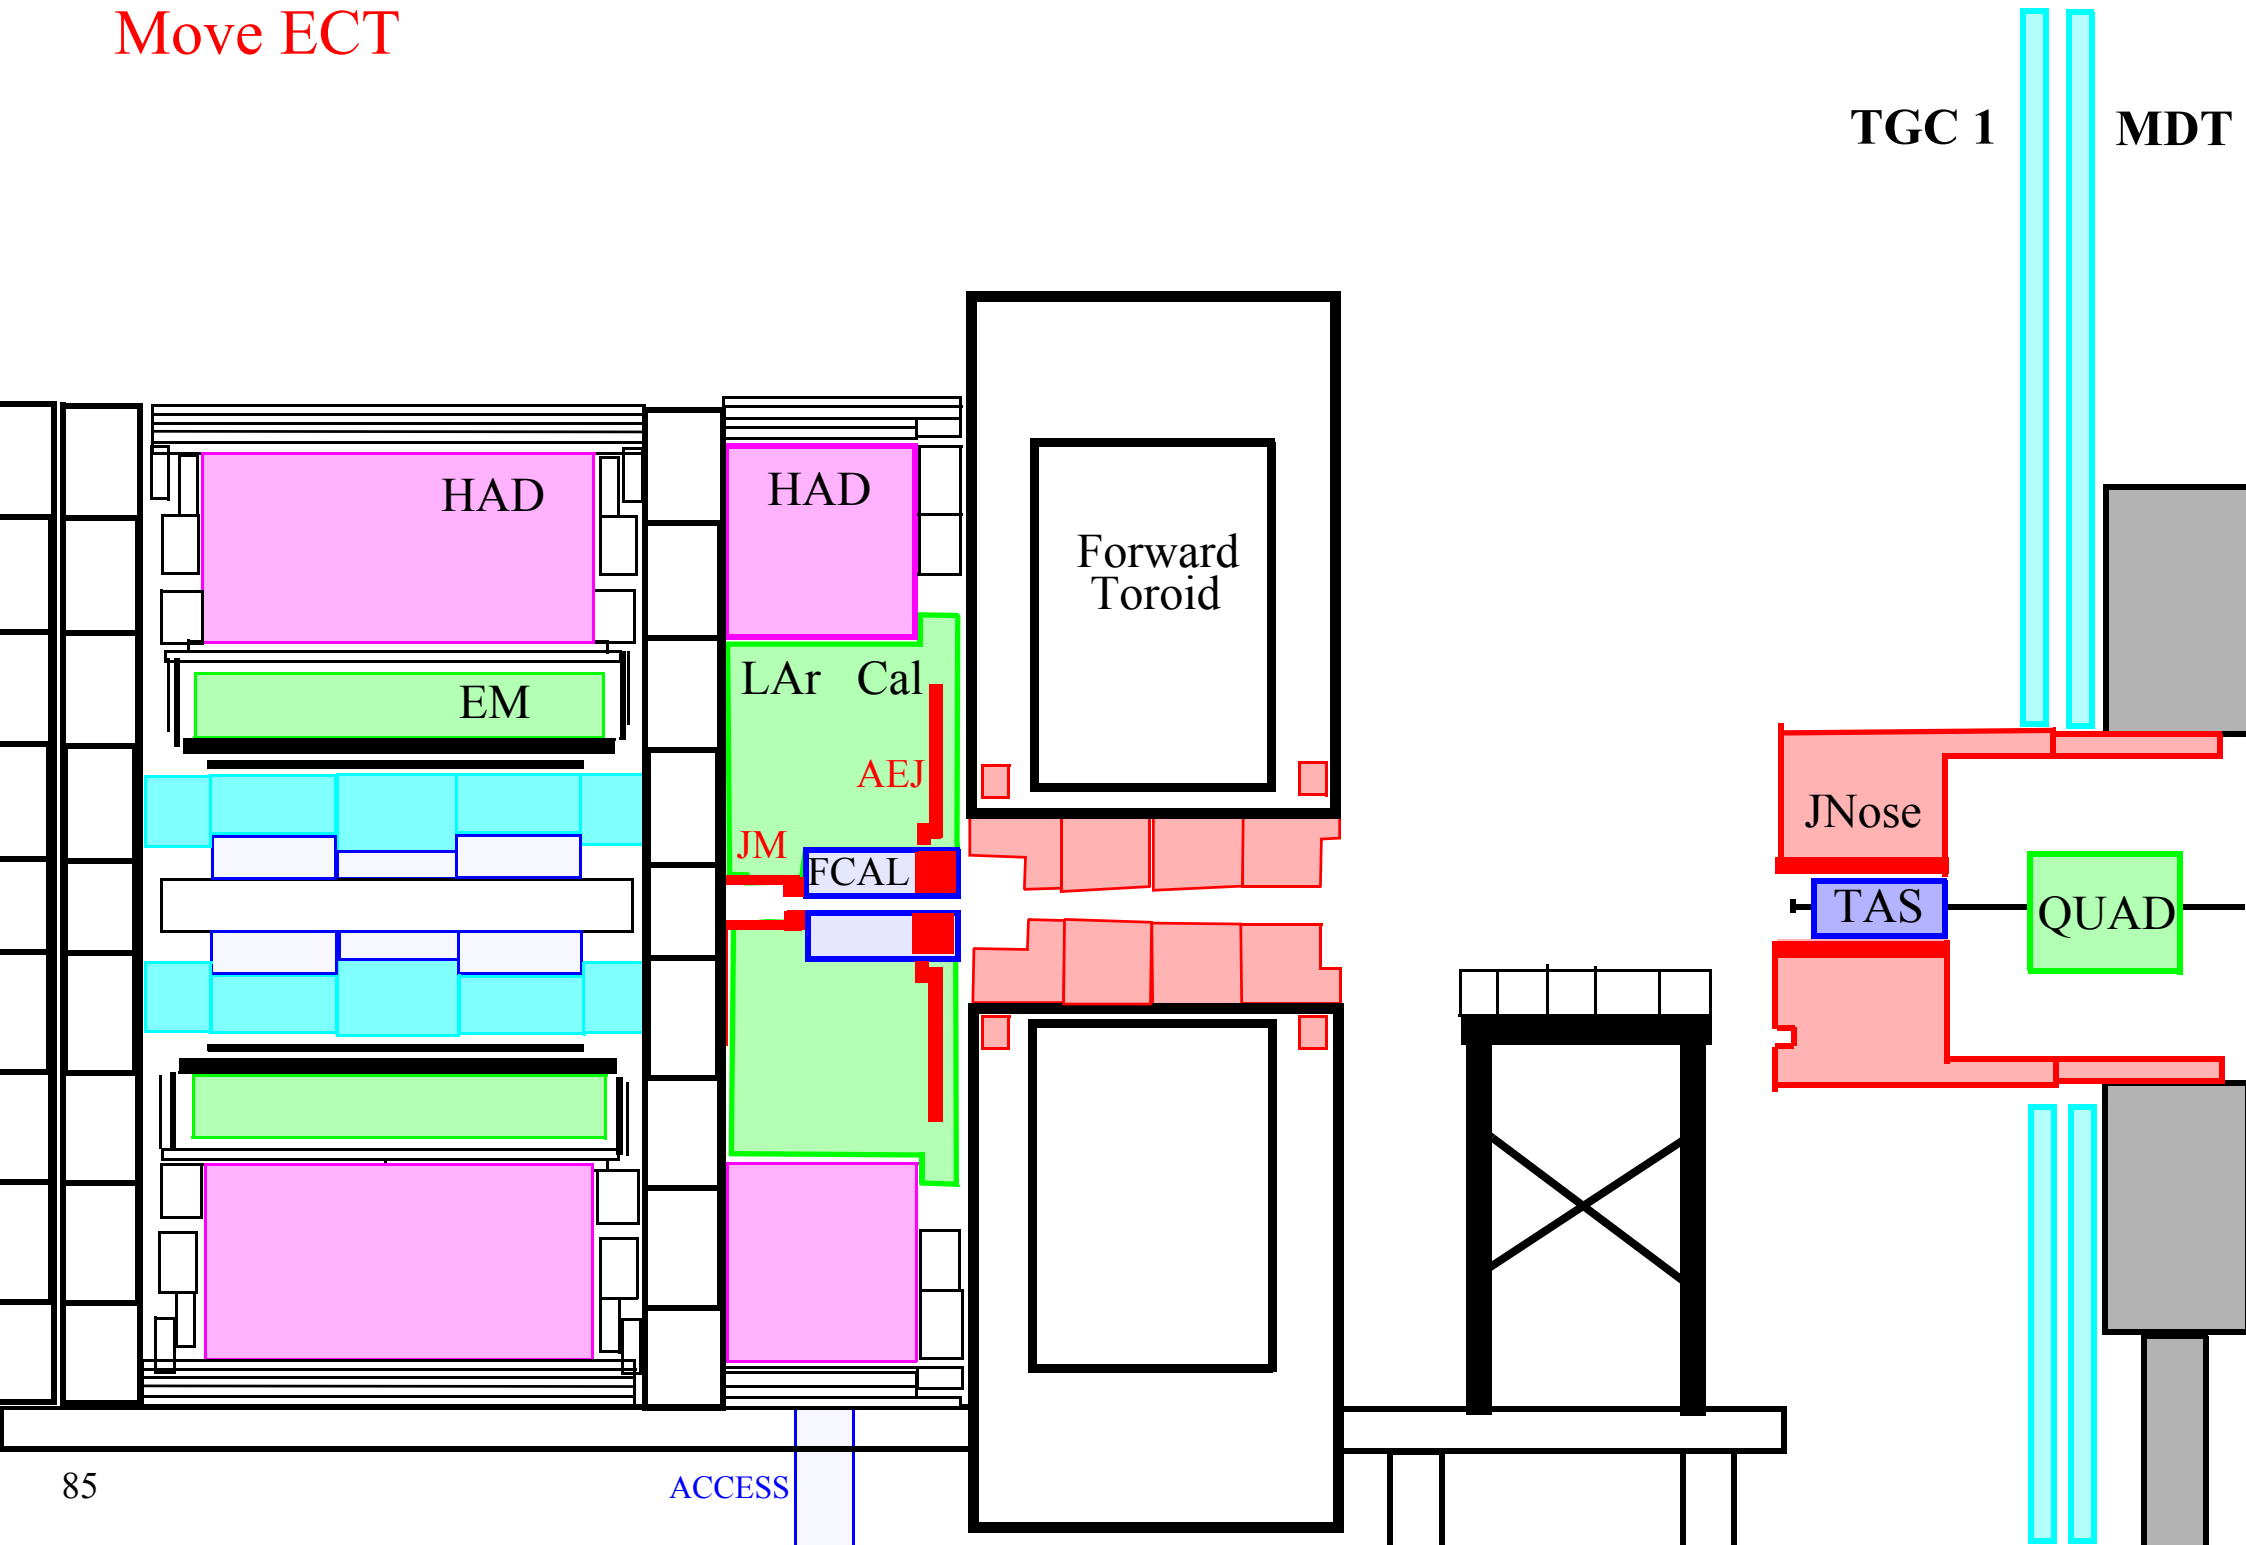 Move ECT
TGC 1
MDT
HAD
HAD
Forward
Toroid
LAr Cal
EM
AEJ
JNose
JM
FCAL
TAS
QUAD
85
ACCESS